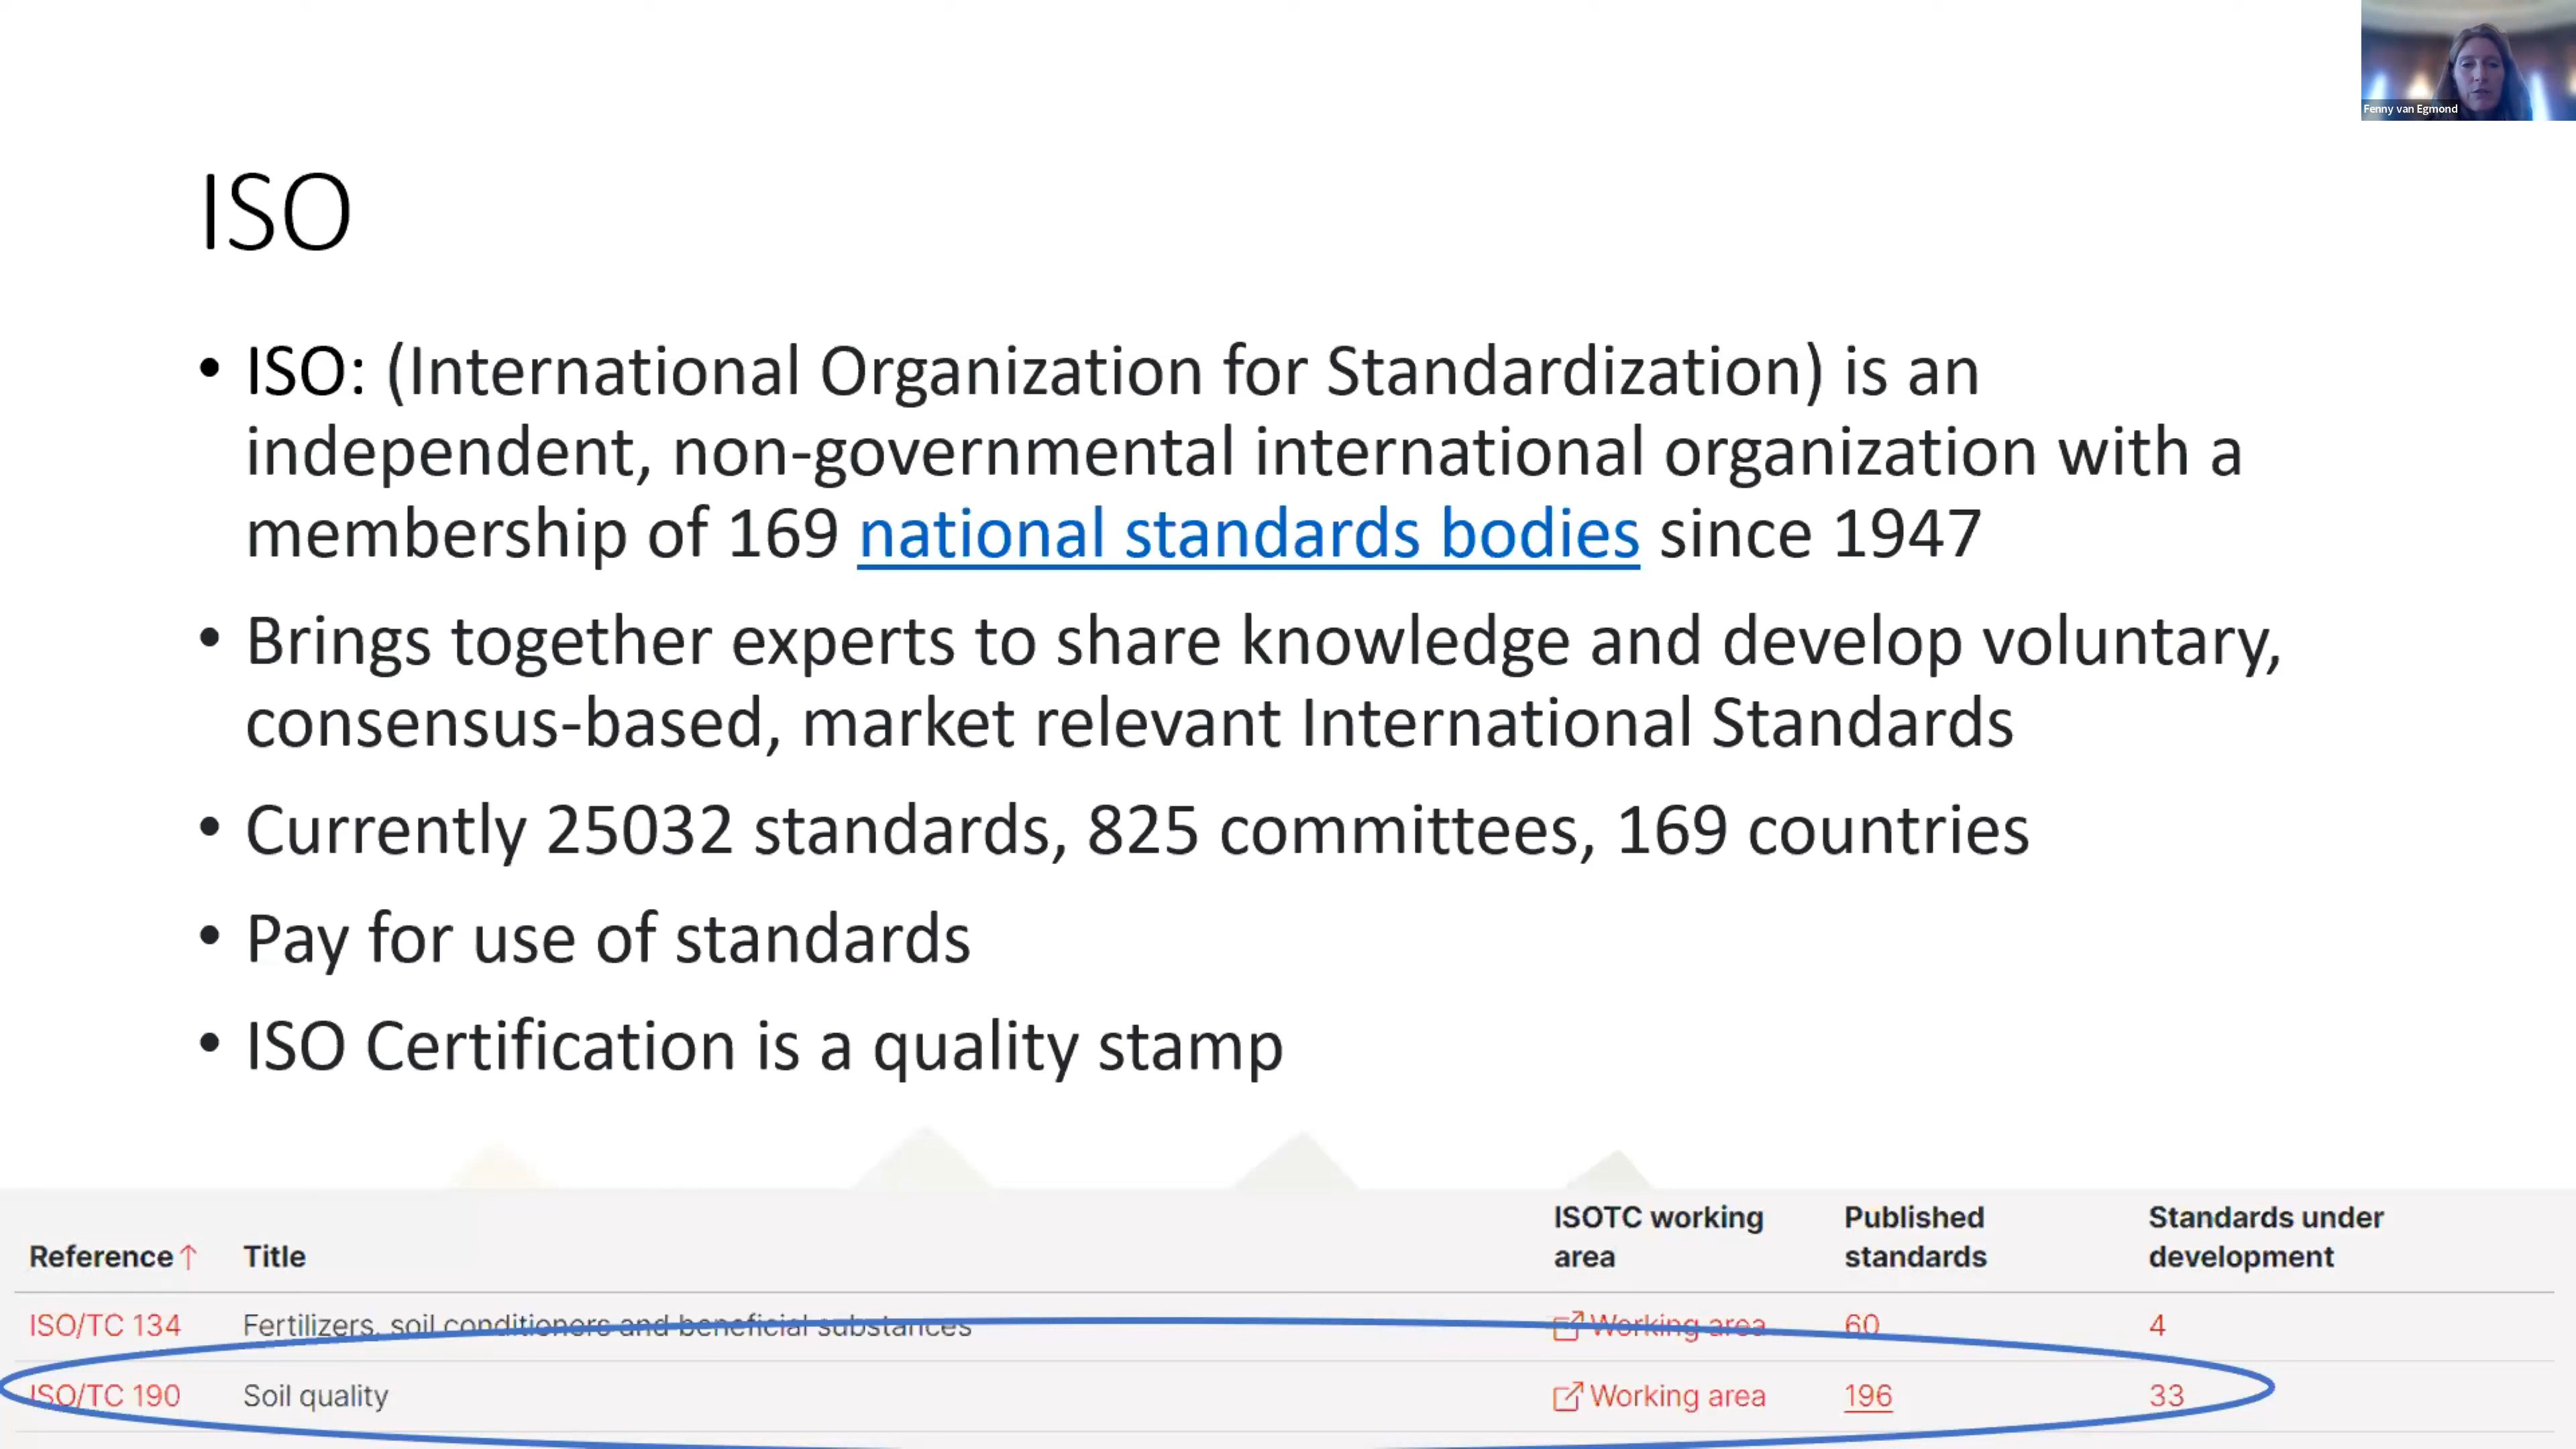 Fenny van Egmond
ISO
• ISO: (International Organization for Standardization) is an
independent, non-governmental international organization with a
membership of 169 national standards bodies since 1947
• Brings together experts to share knowledge and develop voluntary,
consensus-based, market relevant International Standards
• Currently 25032 standards, 825 committees, 169 countries
• Pay for use of standards
• ISO Certification is a quality stamp
Reference↑ Title ISOTC working area Published standards Standards under development
ISO/TC 134 Fertilizers, soil conditioners and beneficial substances Working area 60 4
ISO/TC 190 Soil quality Working area 196 33